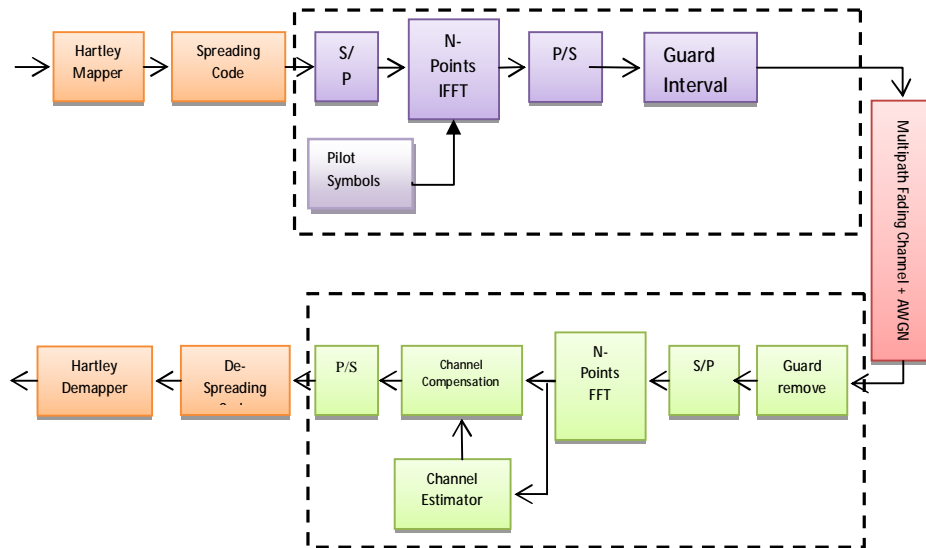 Hartley
Mapper
Spreading
Code
S/
P
N-
Points
IFFT
P/S
Guard
Interval
Pilot
Symbols
Multipath Fading Channel + AWGN
Hartley
Demapper
De-
Spreading
P/S
Channel
Compensation
N-
Points
FFT
S/P
Guard
remove
Channel
Estimator